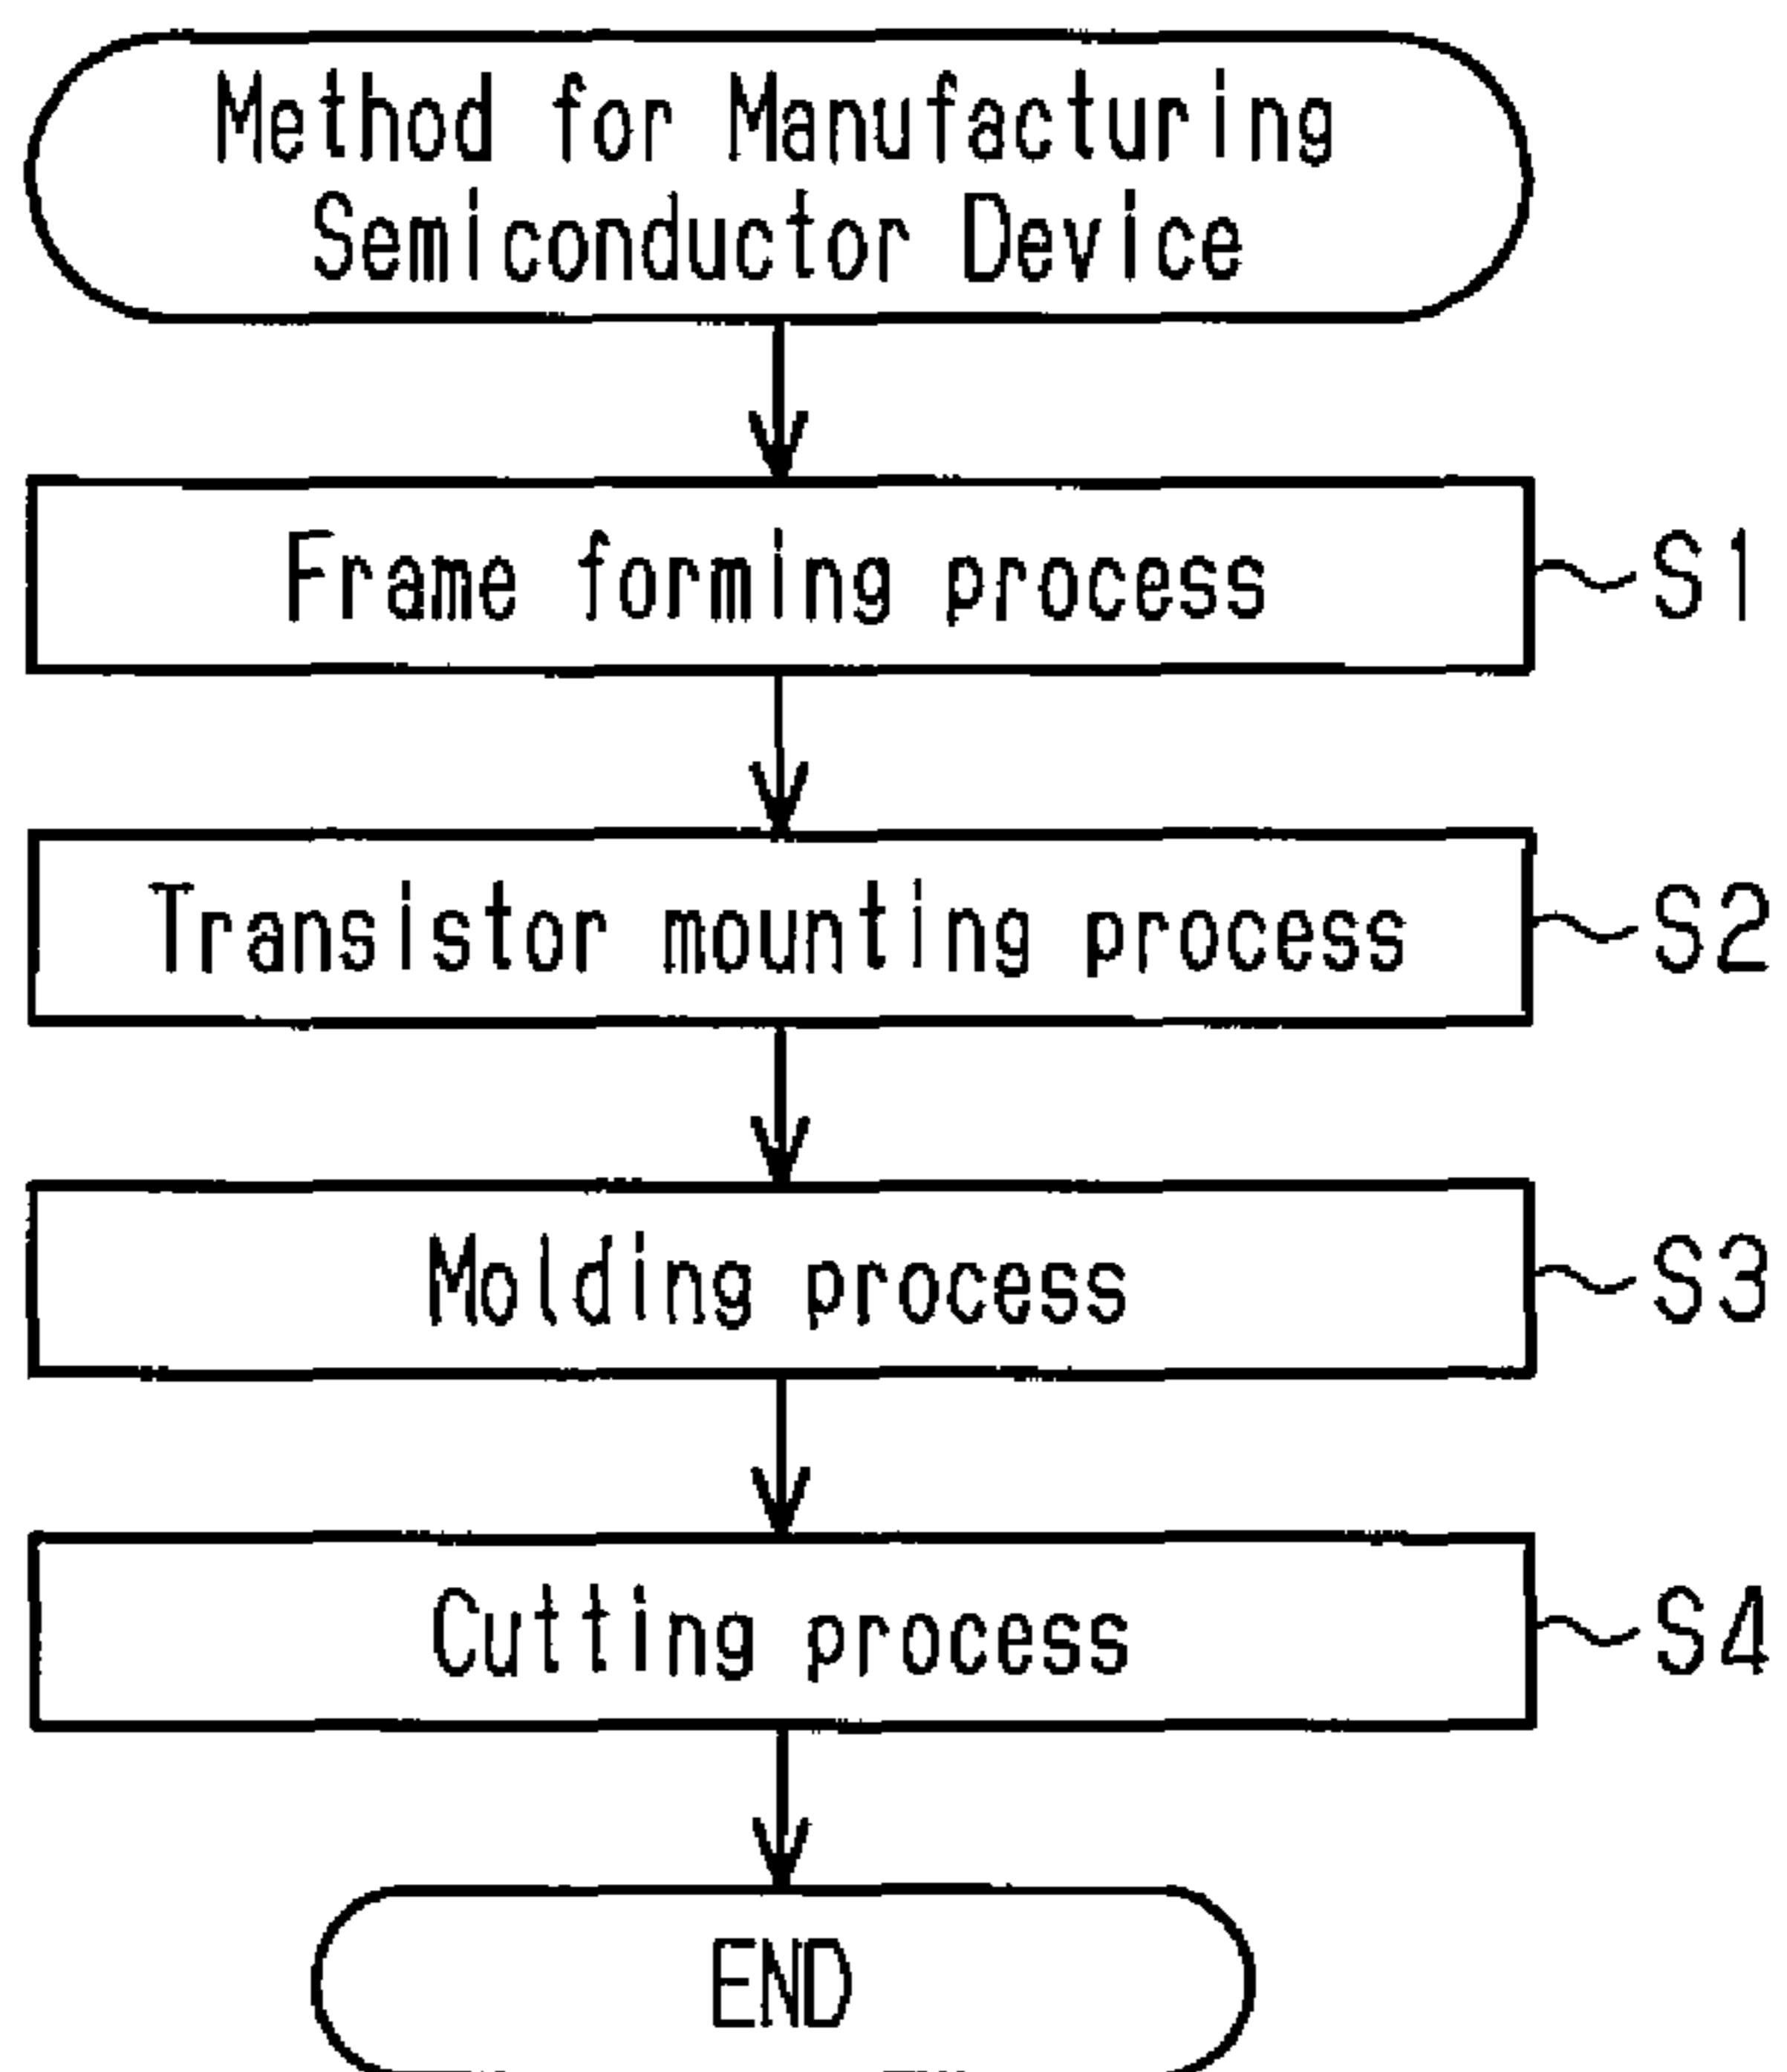 Method for Manufacturing
Semiconductor Device
Frame forming process
S1
Transistor mounting process
S2
Molding process
S3
Cutting process
S4
END